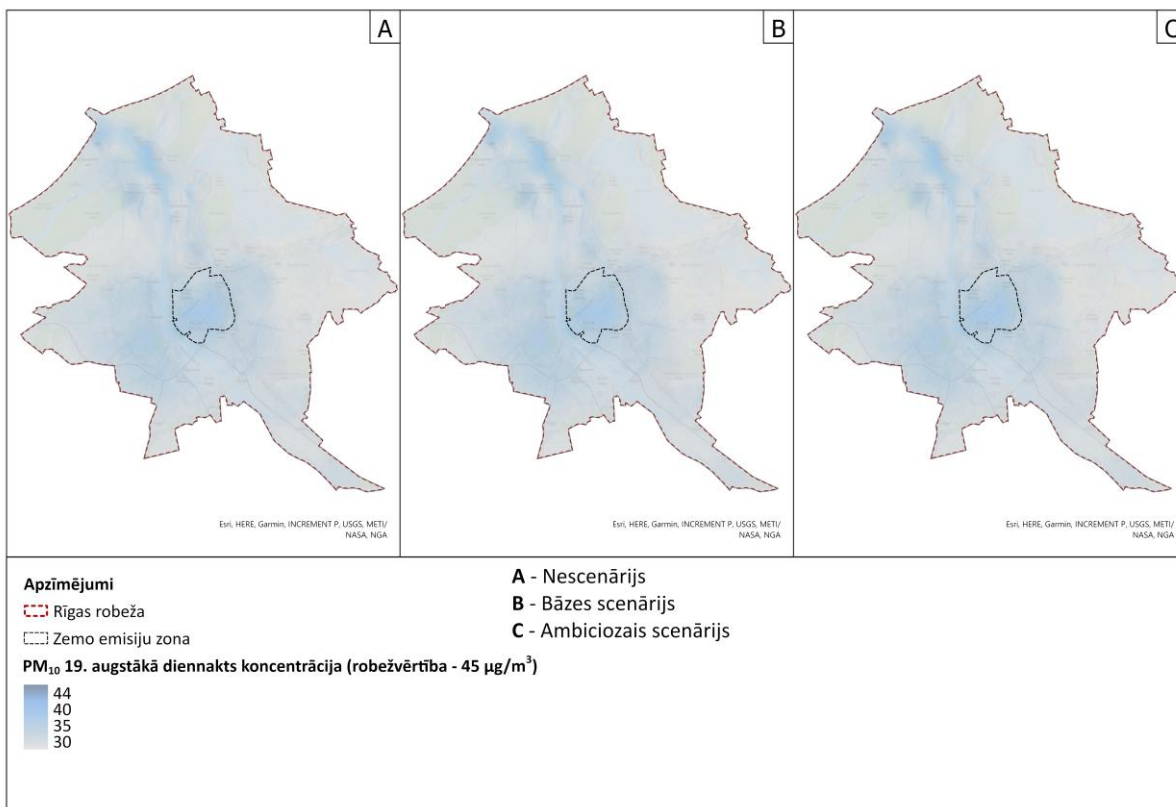 A
B
C
Esri, HERE, Garmin, INCREMENT P, USGS, METI/
NASA, NGA
Esri, HERE, Garmin, INCREMENT P, USGS, METI/
NASA, NGA
Esri, HERE, Garmin, INCREMENT P, USGS, METI/
NASA, NGA
Apzīmējumi
Rīgas robeža
Zemo emisiju zona
PM₁₀ 19. augstākā diennakts koncentrācija (robežvērtība - 45 µg/m³)
44
40
35
30
A - Nescenārijs
B - Bāzes scenārijs
C - Ambiciozais scenārijs